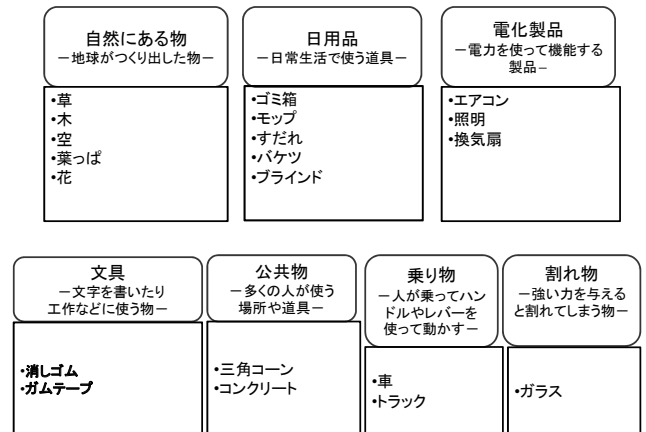 自然にある物
－地球がつくり出した物－
・草
・木
・空
・葉っぱ
・花
日用品
－日常生活で使う道具－
・ゴミ箱
・モップ
・すだれ
・バケツ
・ブラインド
電化製品
－電力を使って機能する
製品－
・エアコン
・照明
・換気扇
文具
－文字を書いたり
工作などに使う物－
・消しゴム
・ガムテープ
公共物
－多くの人が使う
場所や道具－
・三角コーン
・コンクリート
乗り物
－人が乗ってハン
ドルやレバーを
使って動かす－
・車
・トラック
割れ物
－強い力を与える
と割れてしまう物－
・ガラス